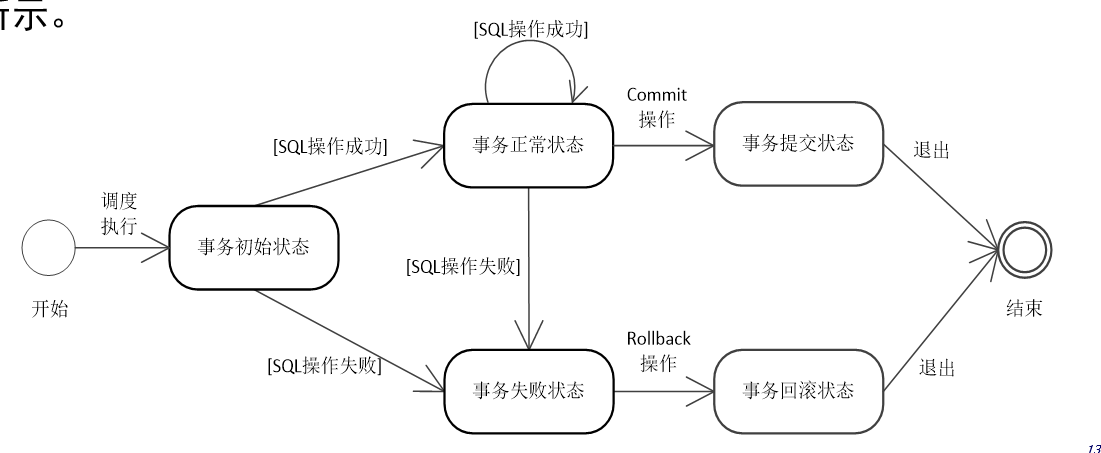 所示。
[SQL操作成功]
Commit
操作
事务正常状态
事务提交状态
[SQL操作成功]
退出
调度
执行
事务初始状态
[SQL操作失败]
开始
结束
[SQL操作失败]
Rollback
操作
退出
事务失败状态
事务回滚状态
13